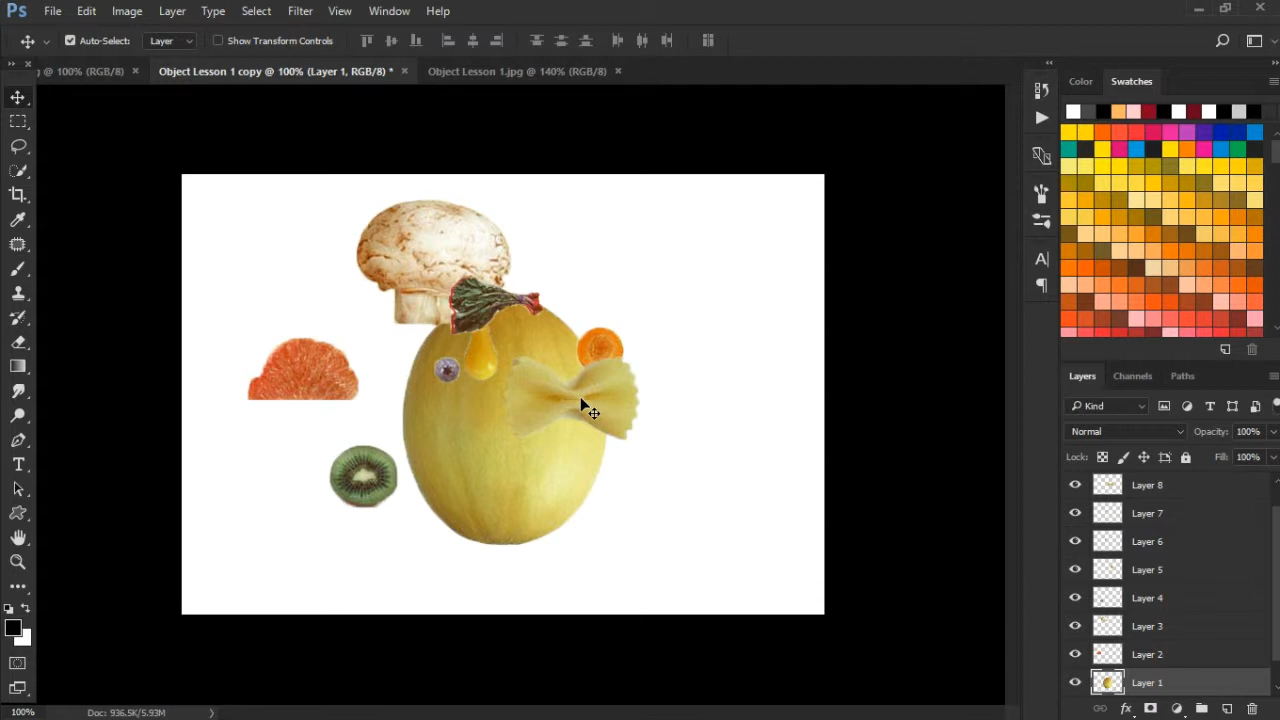 Ps File Edit Image Layer Type Select Filter View Window Help
Auto-Select: Layer Show Transform Controls
@ 100% (RGB/8) × Object Lesson 1 copy @ 100% (Layer 1, RGB/8) * × Object Lesson 1.jpg @ 140% (RGB/8) ×
Color Swatches
Layers Channels Paths
Kind
Normal Opacity: 100%
Lock: Fill: 100%
Layer 8
Layer 7
Layer 6
Layer 5
Layer 4
Layer 3
Layer 2
Layer 1
100% Doc: 936.5K/5.93M